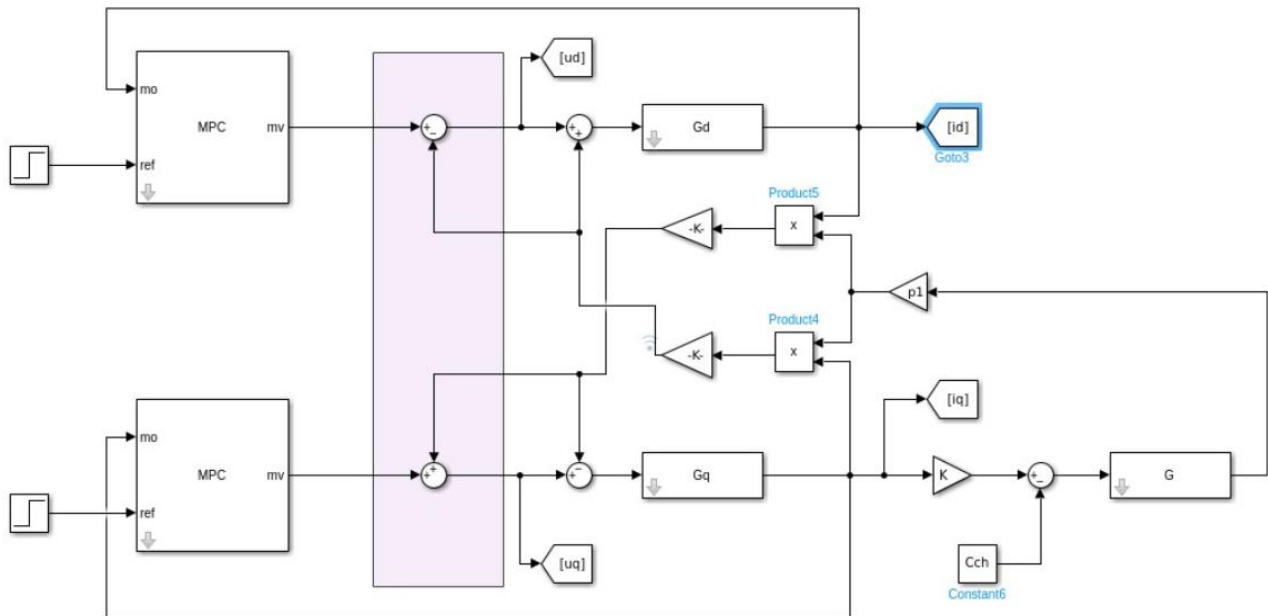 [ud]
mo
MPC
mv
ref
Gd
[id]
Goto3
Product5
-K-
x
p1
Product4
-K-
x
[iq]
mo
MPC
mv
ref
Gq
K
G
[uq]
Cch
Constant6